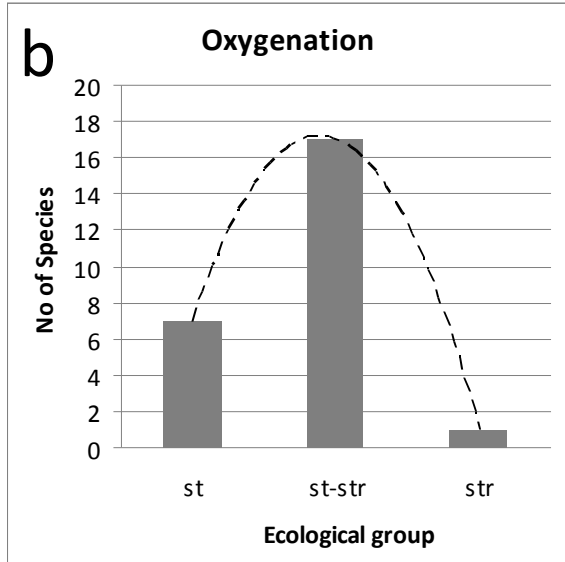 b
Oxygenation
20
18
16
14
12
10
8
6
4
2
0
No of Species
st st-str str
Ecological group